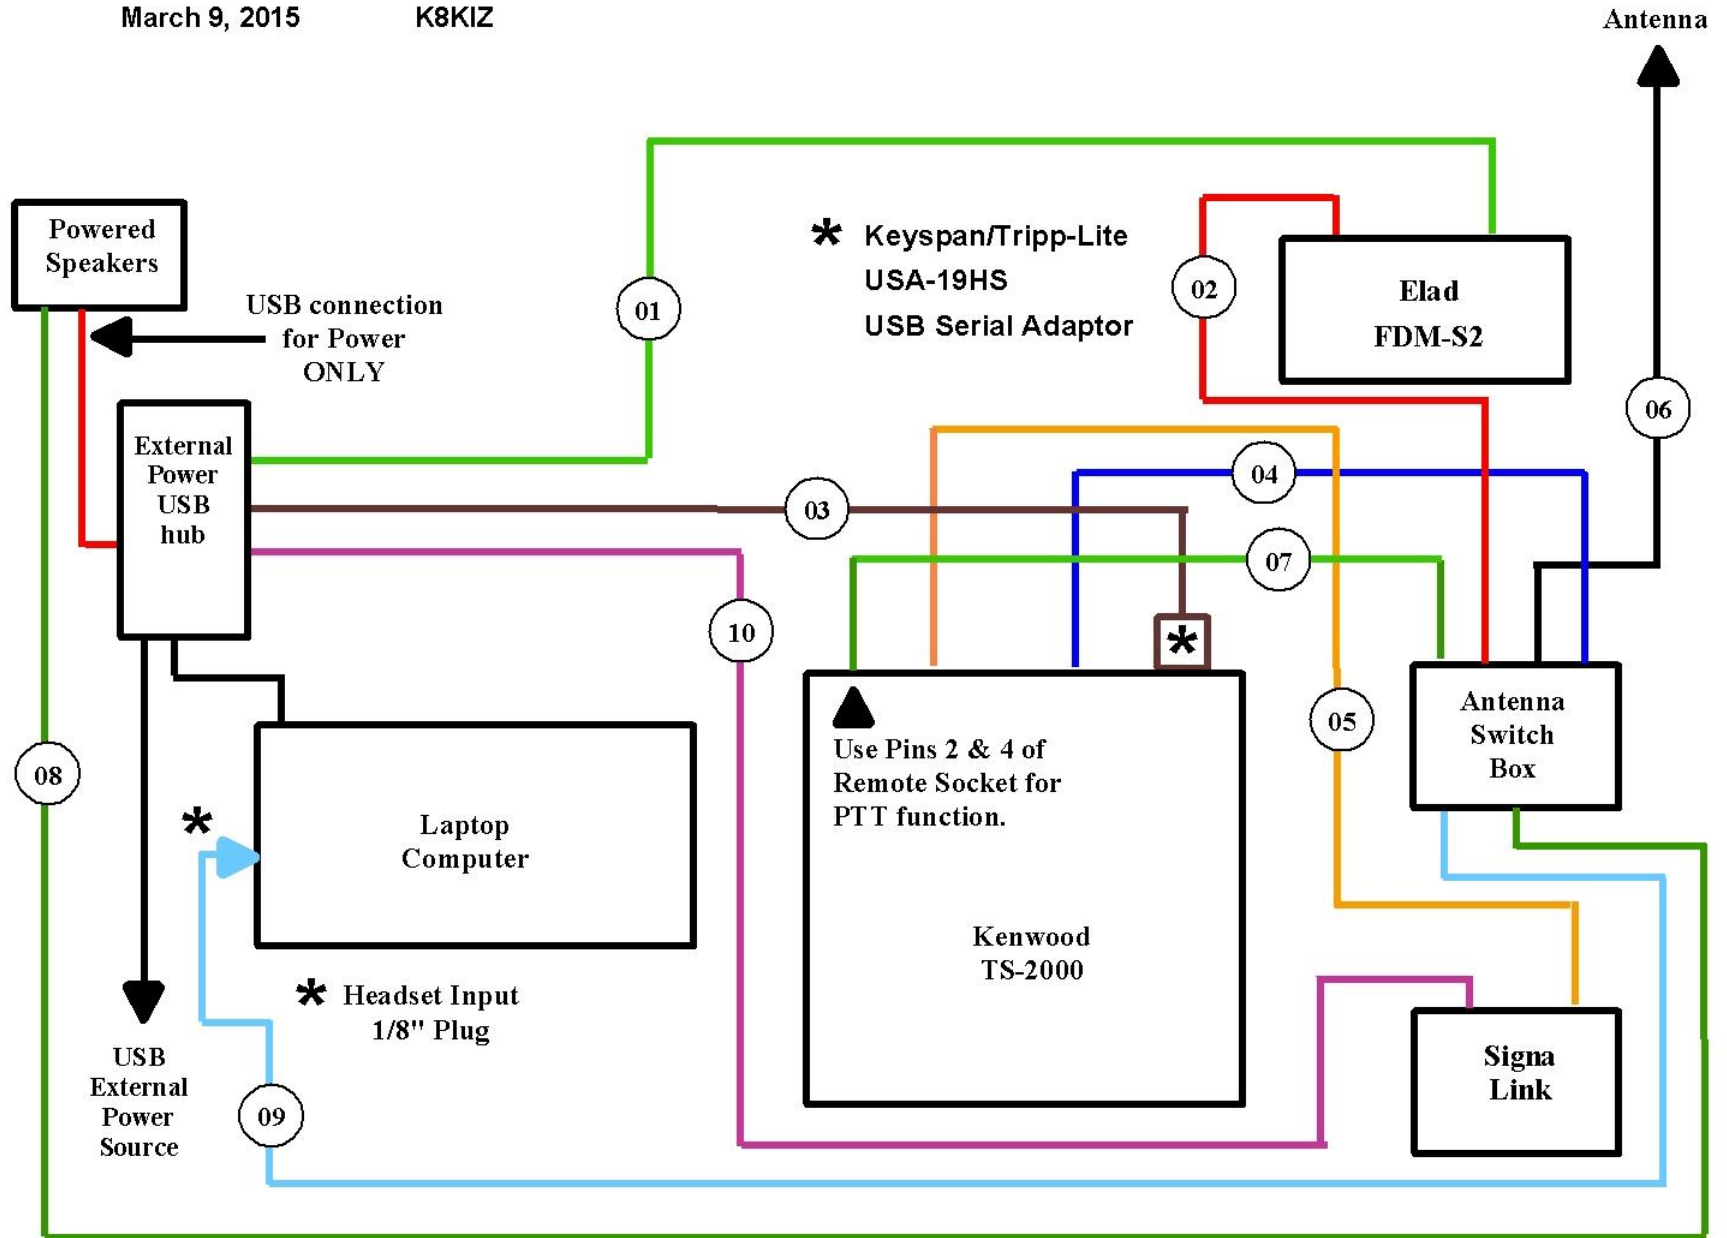 March 9, 2015 K8KIZ
Antenna
Powered
Speakers
USB connection
for Power
ONLY
01
* Keyspan/Tripp-Lite
USA-19HS
USB Serial Adaptor
02
Elad
FDM-S2
06
External
Power
USB
hub
03
04
07
10
*
05
Use Pins 2 & 4 of
Remote Socket for
PTT function.
Kenwood
TS-2000
Antenna
Switch
Box
08
*
Laptop
Computer
* Headset Input
1/8" Plug
USB
External
Power
Source
09
Signa
Link